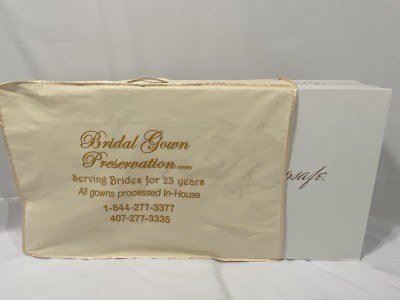 Bridal Gown
Preservation.com
Serving Brides for 23 years
All gowns processed In-House
1-844-277-3377
407-277-3335